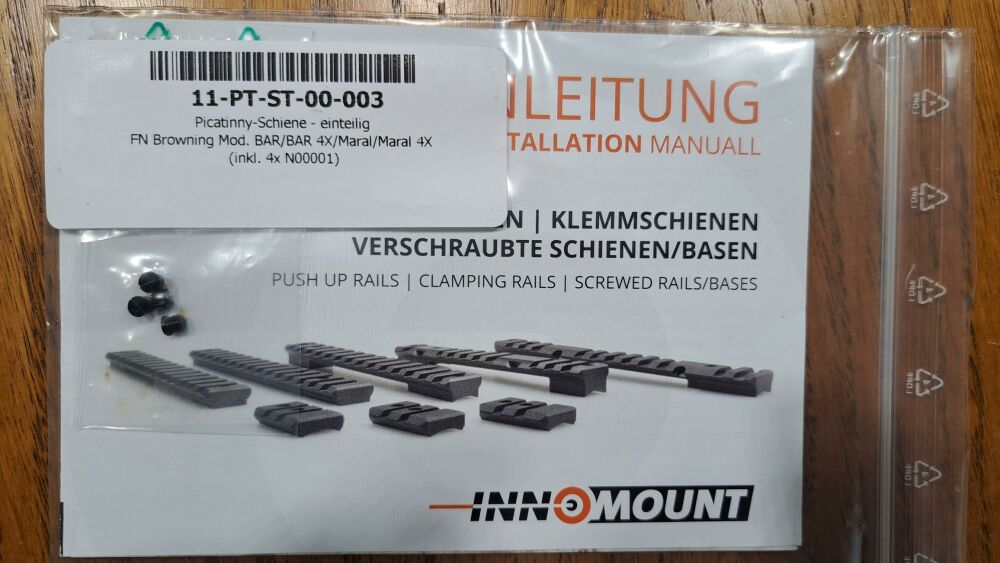 11-PT-ST-00-003
Picatinny-Schiene - einteilig
FN Browning Mod. BAR/BAR 4X/Maral/Maral 4X
(inkl. 4x N00001)
NLEITUNG
TALLATION MANUALL
EN | KLEMMSCHIENEN
VERSCHRAUBTE SCHIENEN/BASEN
PUSH UP RAILS | CLAMPING RAILS | SCREWED RAILS/BASES
INNOMOUNT